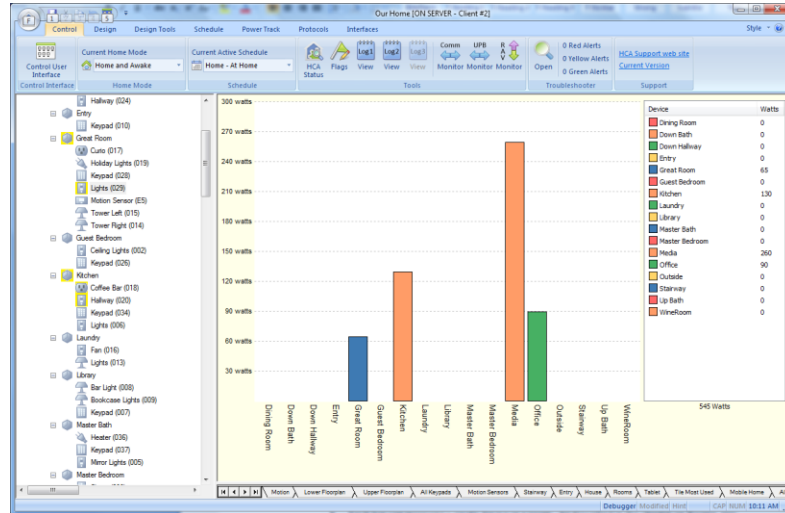 Our Home [ON SERVER - Client #2]
Control Design Design Tools Schedule Power Track Protocols Interfaces Style
Control User
Interface
Control Interface
Current Home Mode
Home and Awake
Home Mode
Current Active Schedule
Home - At Home
Schedule
HCA
Status
Flags
Log1
View
Log2
View
Log3
View
Comm
Monitor
UPB
Monitor
R
A
Monitor
Tools
Open
0 Red Alerts
0 Yellow Alerts
0 Green Alerts
Troubleshooter
HCA Support web site
Current Version
Support
Hallway (024)
Entry
Keypad (010)
Great Room
Curio (017)
Holiday Lights (019)
Keypad (028)
Lights (029)
Motion Sensor (E5)
Tower Left (015)
Tower Right (014)
Guest Bedroom
Ceiling Lights (002)
Keypad (026)
Kitchen
Coffee Bar (018)
Hallway (020)
Keypad (034)
Lights (006)
Laundry
Fan (016)
Lights (013)
Library
Bar Light (008)
Bookcase Lights (009)
Keypad (007)
Master Bath
Heater (036)
Keypad (037)
Mirror Lights (005)
Master Bedroom
300 watts
270 watts
240 watts
210 watts
180 watts
150 watts
120 watts
90 watts
60 watts
30 watts
Dining Room
Down Bath
Down Hallway
Entry
Great Room
Guest Bedroom
Kitchen
Laundry
Library
Master Bath
Master Bedroom
Media
Office
Outside
Stairway
Up Bath
WineRoom
Device Watts
Dining Room 0
Down Bath 0
Down Hallway 0
Entry 0
Great Room 65
Guest Bedroom 0
Kitchen 130
Laundry 0
Library 0
Master Bath 0
Master Bedroom 0
Media 260
Office 90
Outside 0
Stairway 0
Up Bath 0
WineRoom 0
545 Watts
Motion Lower Floorplan Upper Floorplan All Keypads Motion Sensors Stairway Entry House Rooms Tablet Tile Most Used Mobile Home
Debugger Modified Hint CAP NUM 10:11 AM